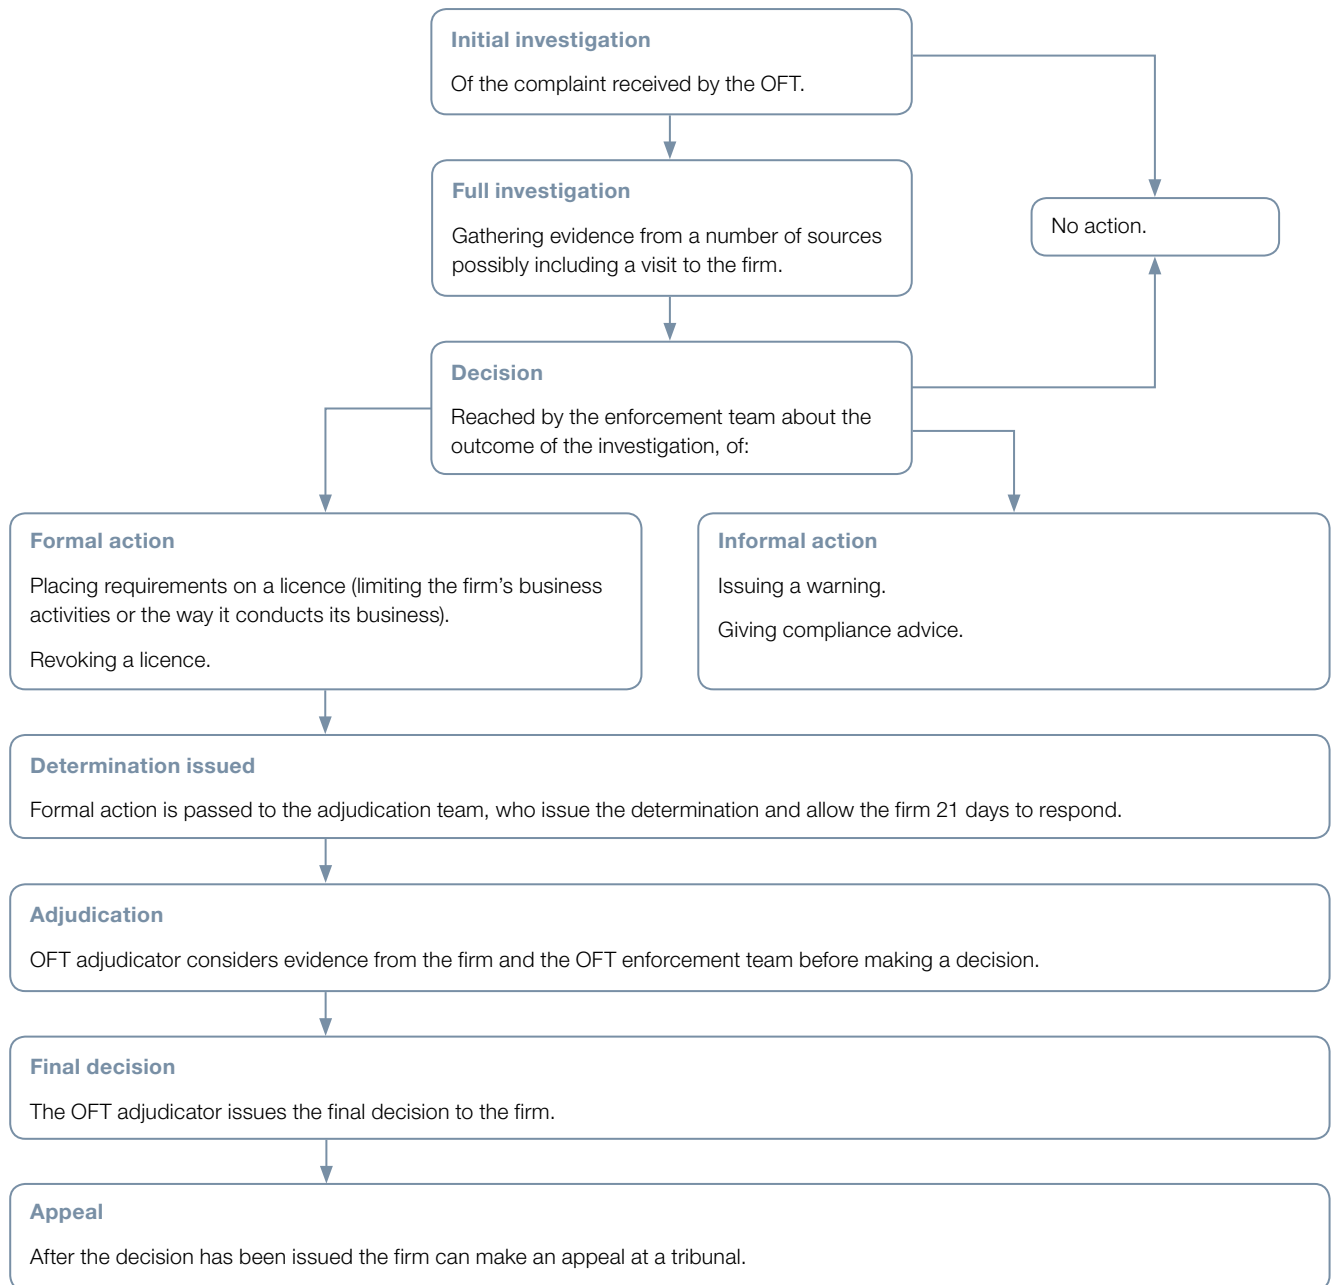 Initial investigation
Of the complaint received by the OFT.
Full investigation
Gathering evidence from a number of sources
possibly including a visit to the firm.
No action.
Decision
Reached by the enforcement team about the
outcome of the investigation, of:
Formal action
Placing requirements on a licence (limiting the firm’s business
activities or the way it conducts its business).
Revoking a licence.
Informal action
Issuing a warning.
Giving compliance advice.
Determination issued
Formal action is passed to the adjudication team, who issue the determination and allow the firm 21 days to respond.
Adjudication
OFT adjudicator considers evidence from the firm and the OFT enforcement team before making a decision.
Final decision
The OFT adjudicator issues the final decision to the firm.
Appeal
After the decision has been issued the firm can make an appeal at a tribunal.